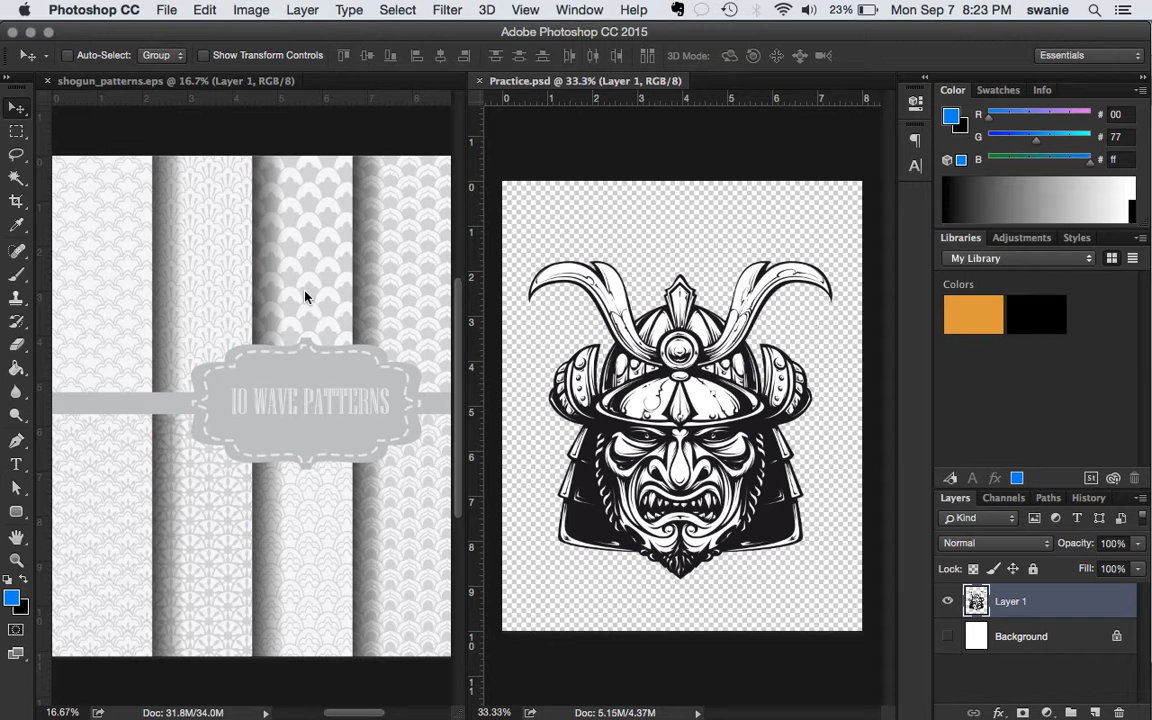 Photoshop CC File Edit Image Layer Type Select Filter 3D View Window Help 23% Mon Sep 7 8:23 PM swanie
Adobe Photoshop CC 2015
Auto-Select: Group Show Transform Controls 3D Mode: Essentials
shogun_patterns.eps @ 16.7% (Layer 1, RGB/8) Practice.psd @ 33.3% (Layer 1, RGB/8)
Color Swatches Info
R # 00
G # 77
B # ff
Libraries Adjustments Styles
My Library
Colors
10 WAVE PATTTERNS
Layers Channels Paths History
Kind
Normal Opacity: 100%
Lock: Fill: 100%
Layer 1
Background
16.67% Doc: 31.8M/34.0M 33.33% Doc: 5.15M/4.37M